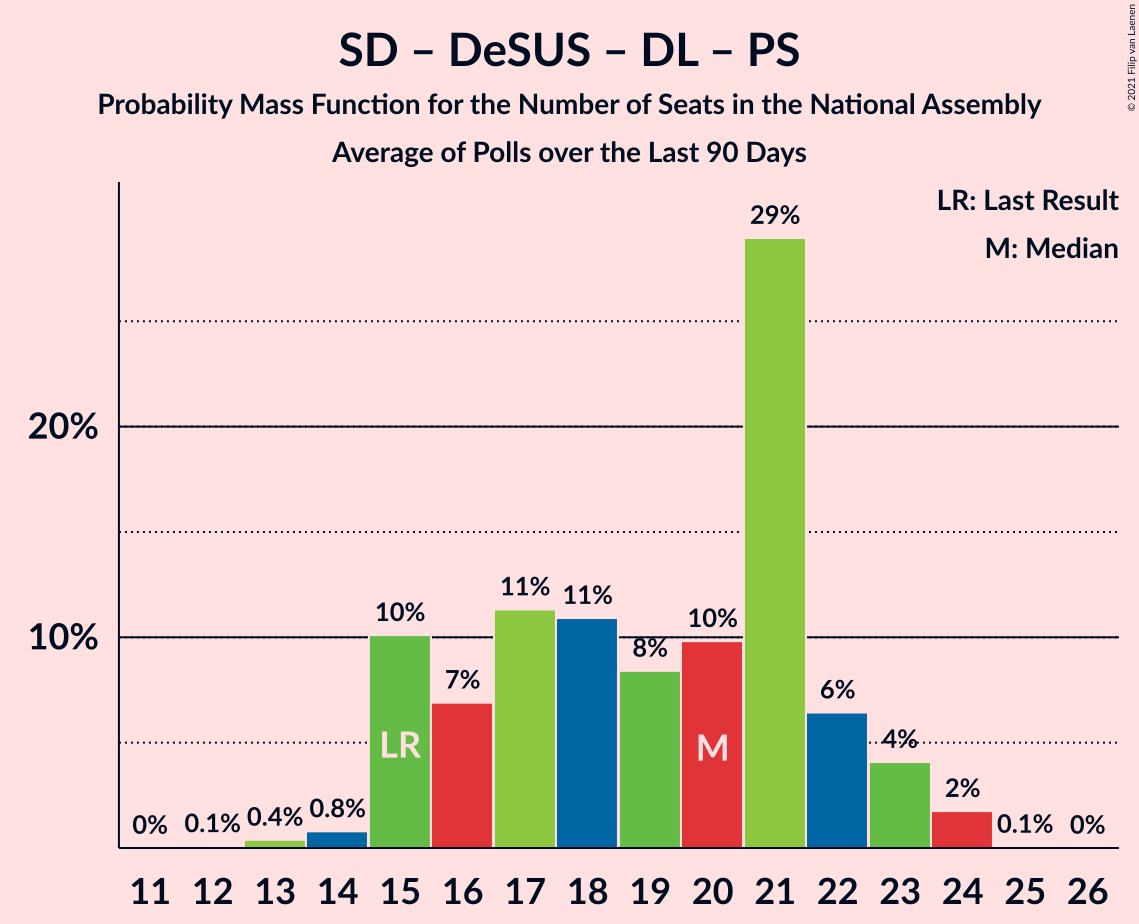 SD – DeSUS – DL – PS
Probability Mass Function for the Number of Seats in the National Assembly
Average of Polls over the Last 90 Days
© 2021 Filip van Laenen
LR: Last Result
M: Median
29%
20%
10%
10%
7%
11%
11%
8%
10%
6%
4%
2%
0%
0.1%
0.4%
0.8%
0.1%
0%
LR
M
11 12 13 14 15 16 17 18 19 20 21 22 23 24 25 26